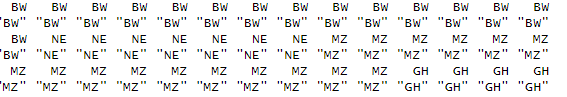 BW BW BW BW BW BW BW BW BW BW BW BW BW BW
"BW" "BW" "BW" "BW" "BW" "BW" "BW" "BW" "BW" "BW" "BW" "BW" "BW" "BW"
BW NE NE NE NE NE NE NE MZ MZ MZ MZ MZ MZ
"BW" "NE" "NE" "NE" "NE" "NE" "NE" "NE" "MZ" "MZ" "MZ" "MZ" "MZ" "MZ"
MZ MZ MZ MZ MZ MZ MZ MZ MZ MZ GH GH GH GH
"MZ" "MZ" "MZ" "MZ" "MZ" "MZ" "MZ" "MZ" "MZ" "MZ" "GH" "GH" "GH" "GH"